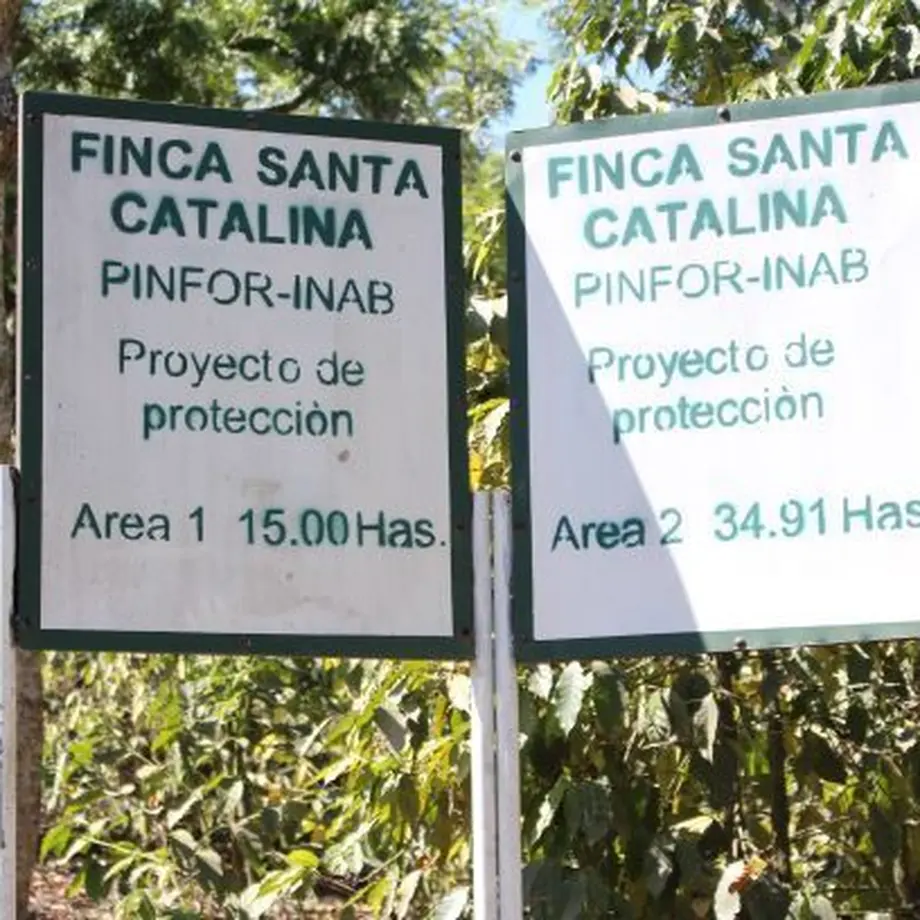 FINCA SANTA
CATALINA
PINFOR-INAB
Proyecto de
protecciòn
Area 1 15.00 Has.
FINCA SANTA
CATALINA
PINFOR-INAB
Proyecto de
protecciòn
Area 2 34.91 Has